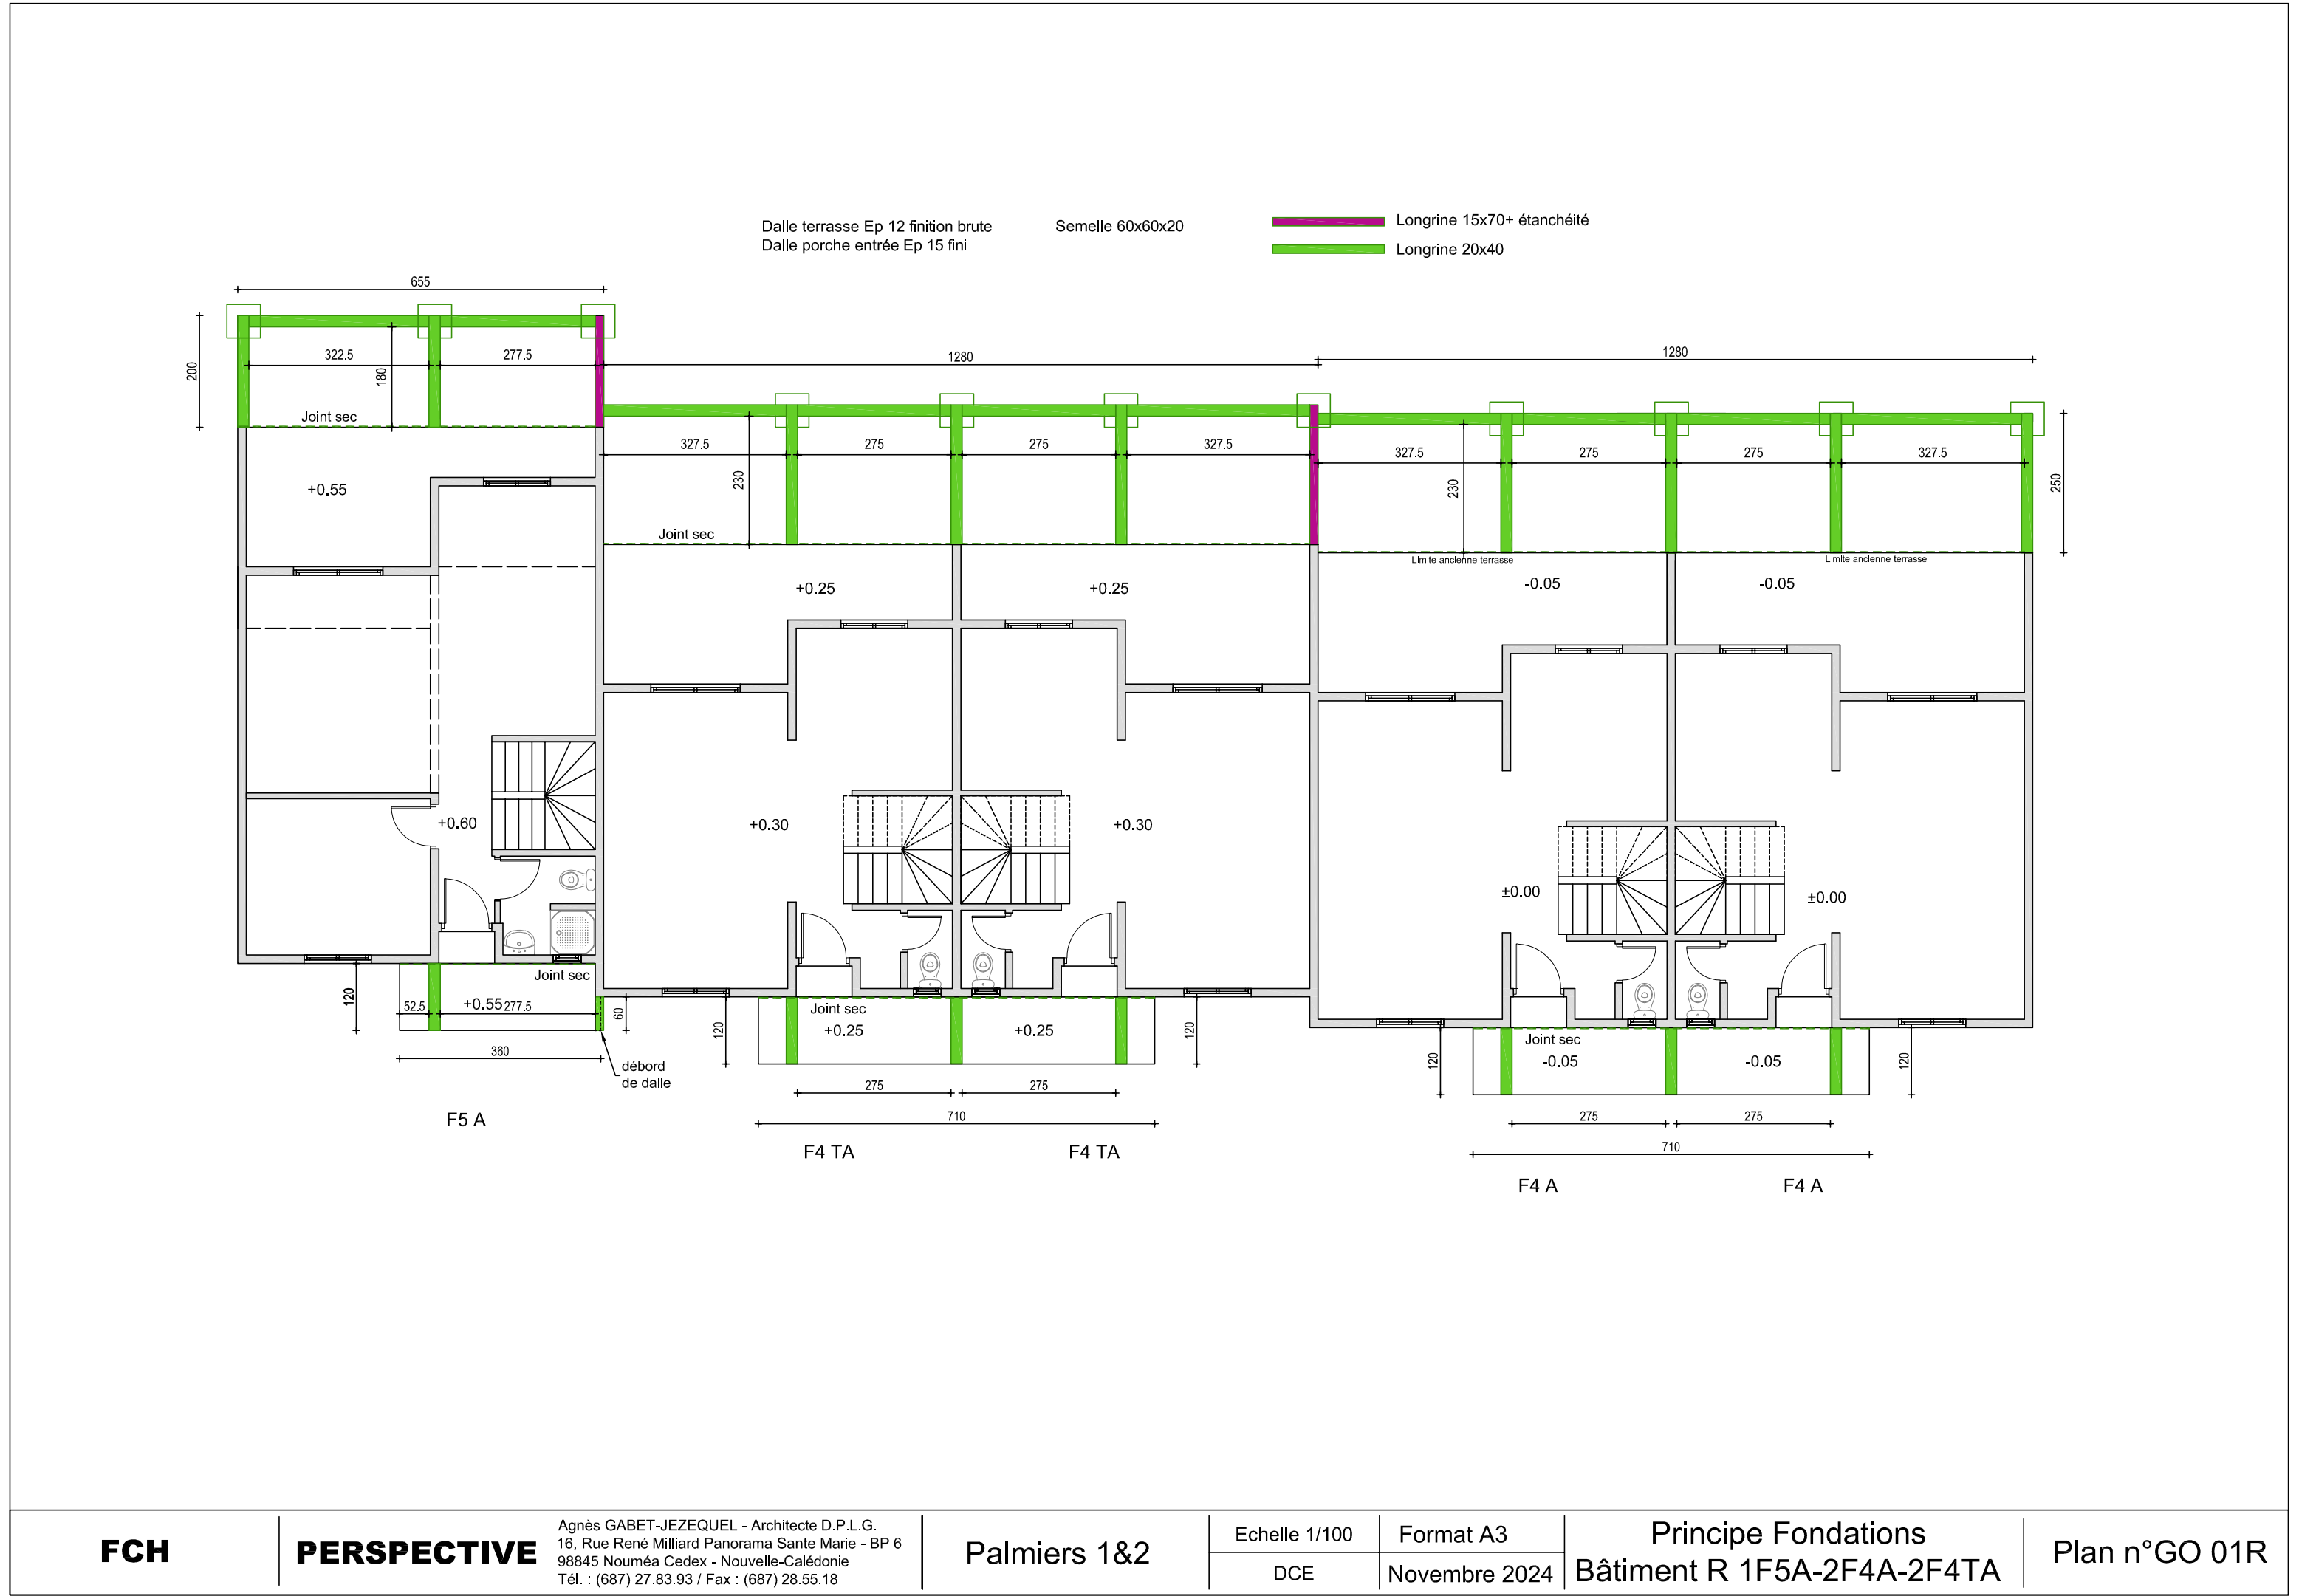 Dalle terrasse Ep 12 finition brute
Dalle porche entrée Ep 15 fini
Semelle 60x60x20
Longrine 15x70+ étanchéité
Longrine 20x40
655
1280
1280
200
322.5
277.5
180
Joint sec
327.5
275
275
327.5
230
327.5
275
275
327.5
230
250
+0.55
Joint sec
Limite ancienne terrasse
Limite ancienne terrasse
+0.25
+0.25
-0.05
-0.05
+0.60
+0.30
+0.30
±0.00
±0.00
Joint sec
120
52.5
+0.55
277.5
60
360
débord
de dalle
Joint sec
+0.25
+0.25
120
120
275
275
710
Joint sec
-0.05
-0.05
120
120
275
275
710
F5 A
F4 TA
F4 TA
F4 A
F4 A
FCH
PERSPECTIVE
Agnès GABET-JEZEQUEL - Architecte D.P.L.G.
16, Rue René Milliard Panorama Sante Marie - BP 6
98845 Nouméa Cedex - Nouvelle-Calédonie
Tél. : (687) 27.83.93 / Fax : (687) 28.55.18
Palmiers 1&2
Echelle 1/100
Format A3
DCE
Novembre 2024
Principe Fondations
Bâtiment R 1F5A-2F4A-2F4TA
Plan n°GO 01R